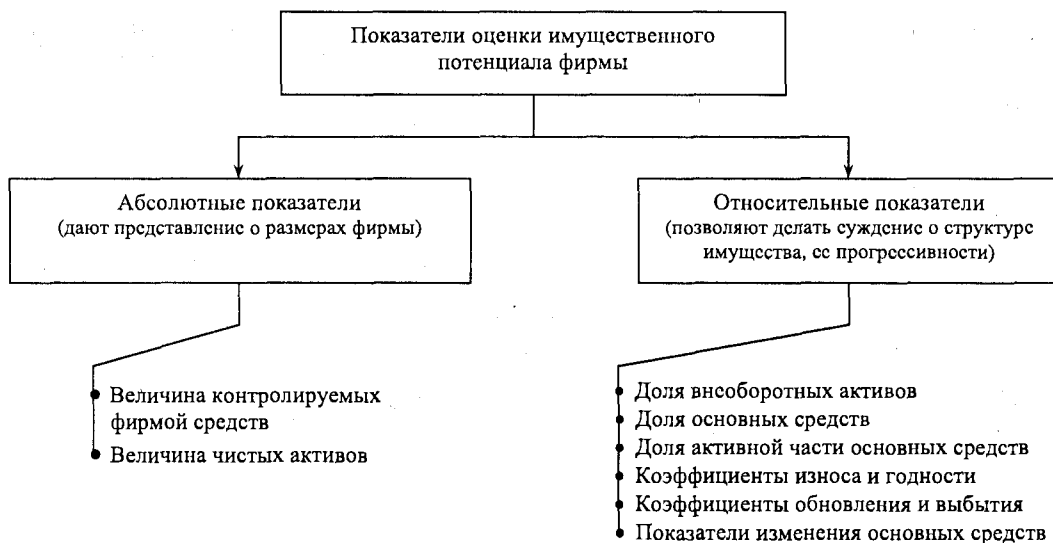 Показатели оценки имущественного
потенциала фирмы
Абсолютные показатели
(дают представление о размерах фирмы)
Относительные показатели
(позволяют делать суждение о структуре
имущества, ее прогрессивности)
• Величина контролируемых
фирмой средств
• Величина чистых активов
• Доля внеоборотных активов
• Доля основных средств
• Доля активной части основных средств
• Коэффициенты износа и годности
• Коэффициенты обновления и выбытия
• Показатели изменения основных средств